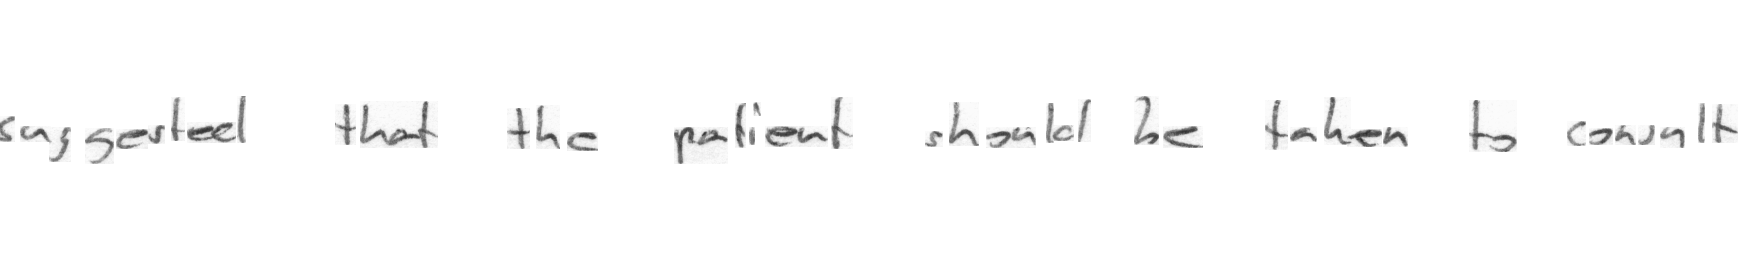 suggested that the patient should be taken to consult